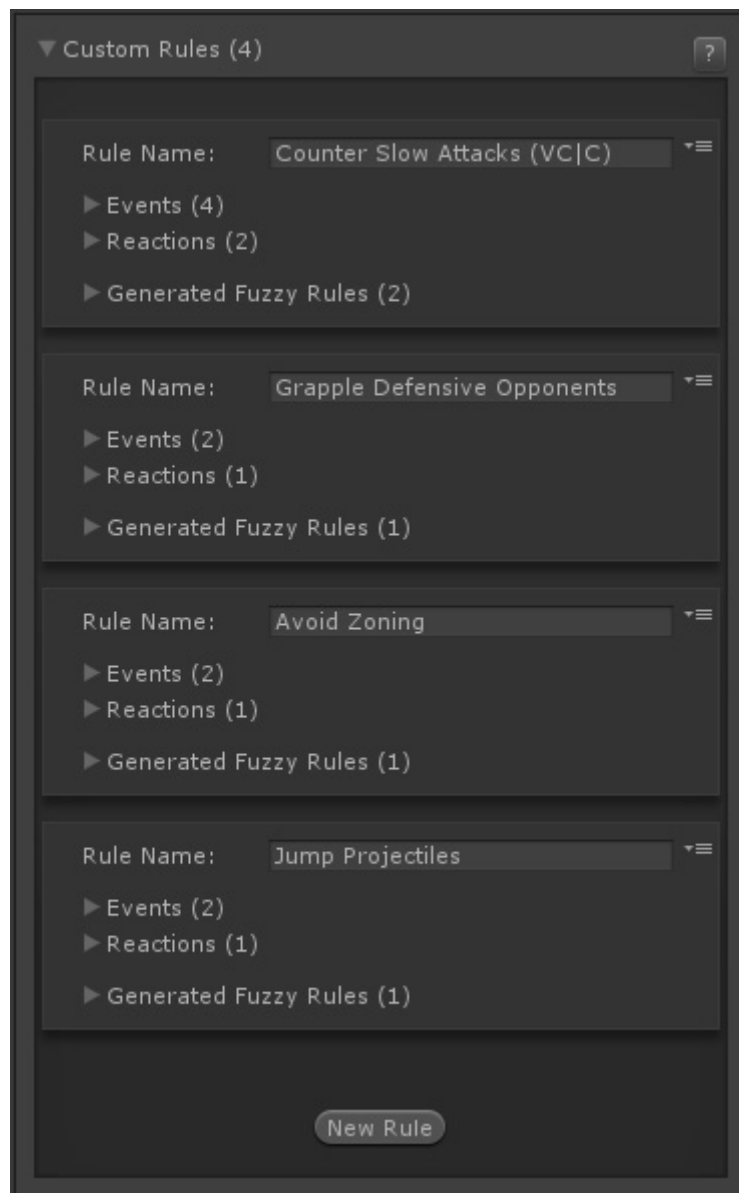 Custom Rules (4)
?
Rule Name: Counter Slow Attacks (VC|C)
Events (4)
Reactions (2)
Generated Fuzzy Rules (2)
Rule Name: Grapple Defensive Opponents
Events (2)
Reactions (1)
Generated Fuzzy Rules (1)
Rule Name: Avoid Zoning
Events (2)
Reactions (1)
Generated Fuzzy Rules (1)
Rule Name: Jump Projectiles
Events (2)
Reactions (1)
Generated Fuzzy Rules (1)
New Rule